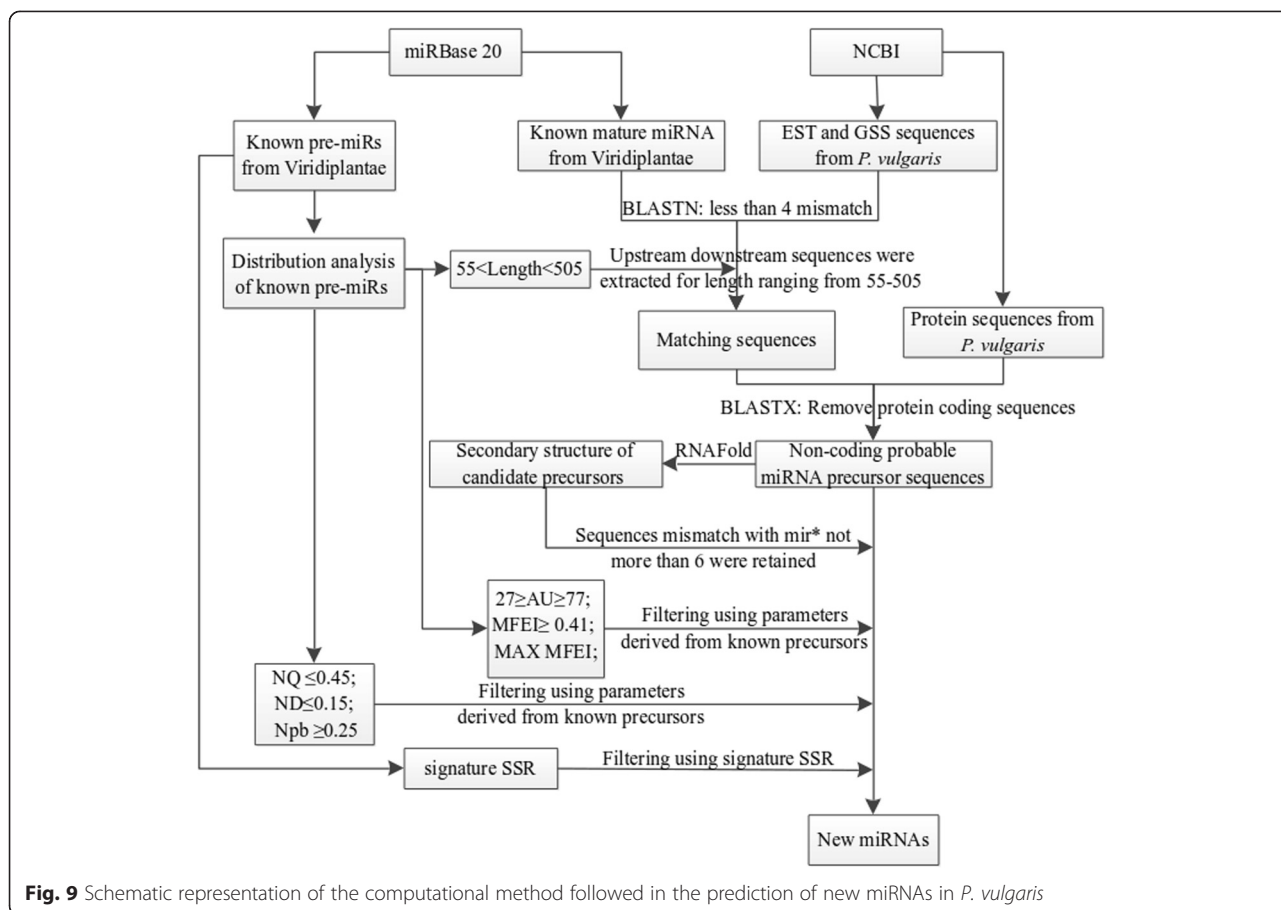 miRBase 20
NCBI
Known pre-miRs
from Viridiplantae
Known mature miRNA
from Viridiplantae
EST and GSS sequences
from P. vulgaris
BLASTN: less than 4 mismatch
Distribution analysis
of known pre-miRs
55<Length<505
Upstream downstream sequences were
extracted for length ranging from 55-505
Matching sequences
Protein sequences from
P. vulgaris
BLASTX: Remove protein coding sequences
Secondary structure of
candidate precursors
RNAFold
Non-coding probable
miRNA precursor sequences
Sequences mismatch with mir* not
more than 6 were retained
27≥AU≥77;
MFEI≥ 0.41;
MAX MFEI;
Filtering using parameters
derived from known precursors
NQ ≤0.45;
ND≤0.15;
Npb ≥0.25
Filtering using parameters
derived from known precursors
signature SSR
Filtering using signature SSR
New miRNAs
Fig. 9 Schematic representation of the computational method followed in the prediction of new miRNAs in P. vulgaris